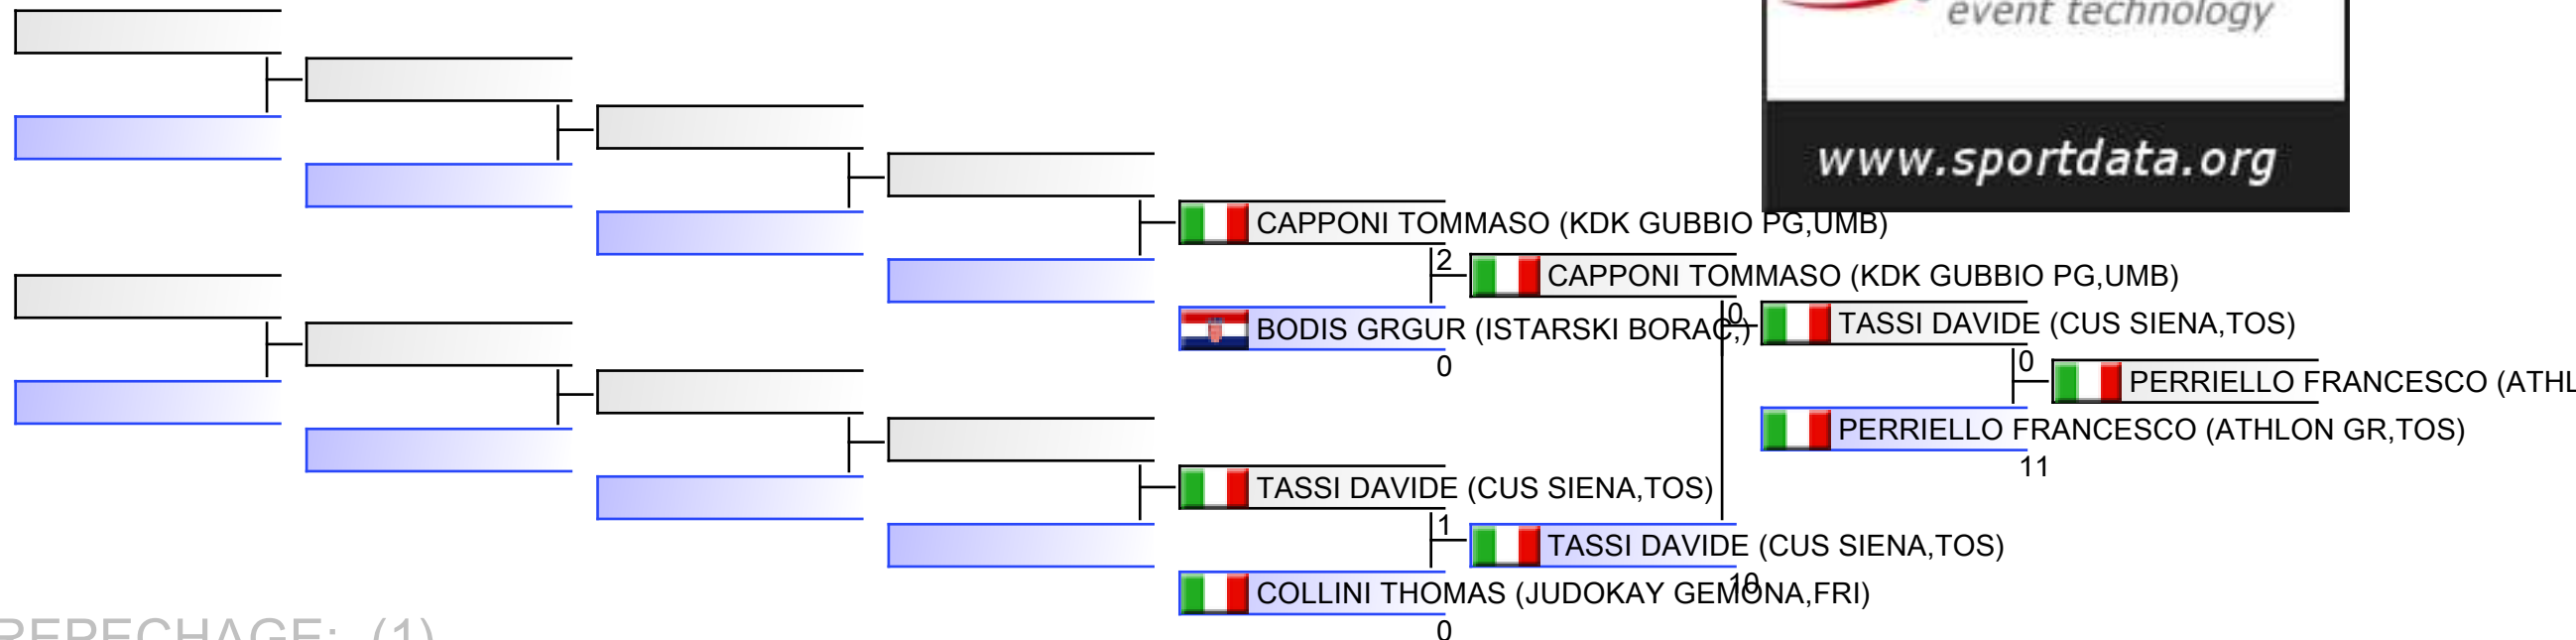 event technology
www.sportdata.org
CAPPONI TOMMASO (KDK GUBBIO PG,UMB)
2
CAPPONI TOMMASO (KDK GUBBIO PG,UMB)
0
BODIS GRGUR (ISTARSKI BORAC,)
0
TASSI DAVIDE (CUS SIENA,TOS)
0
PERRIELLO FRANCESCO (ATHL
PERRIELLO FRANCESCO (ATHLON GR,TOS)
11
TASSI DAVIDE (CUS SIENA,TOS)
1
TASSI DAVIDE (CUS SIENA,TOS)
10
COLLINI THOMAS (JUDOKAY GEMONA,FRI)
0
REPECHAGE: (1)